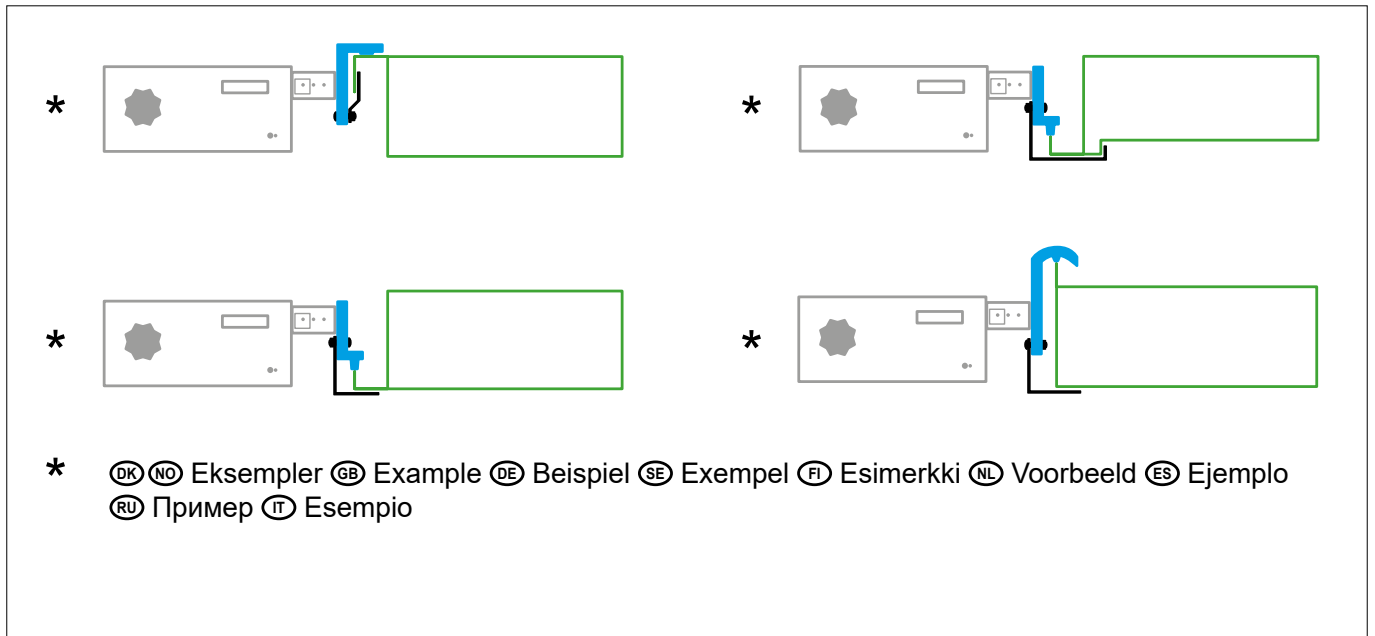 *
*
*
*
* DK NO Eksempler GB Example DE Beispiel SE Exempel FI Esimerkki NL Voorbeeld ES Ejemplo
RU Пример IT Esempio